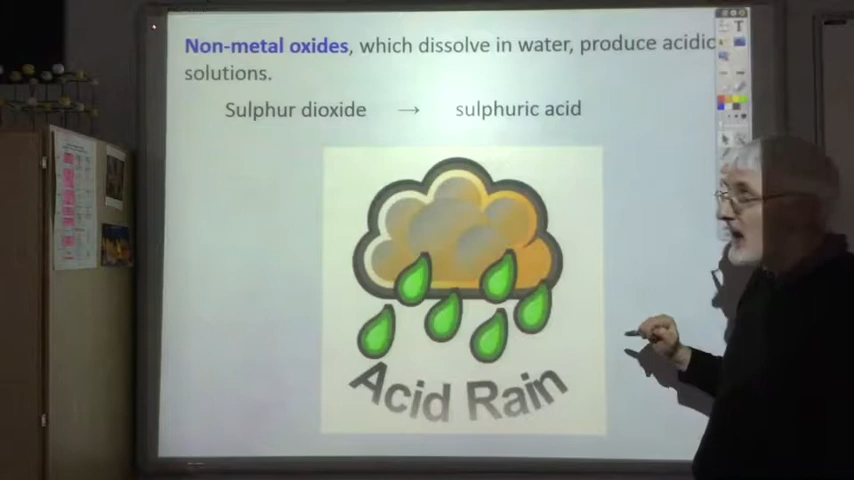 Non-metal oxides, which dissolve in water, produce acidic
solutions.
Sulphur dioxide → sulphuric acid
Acid Rain
T